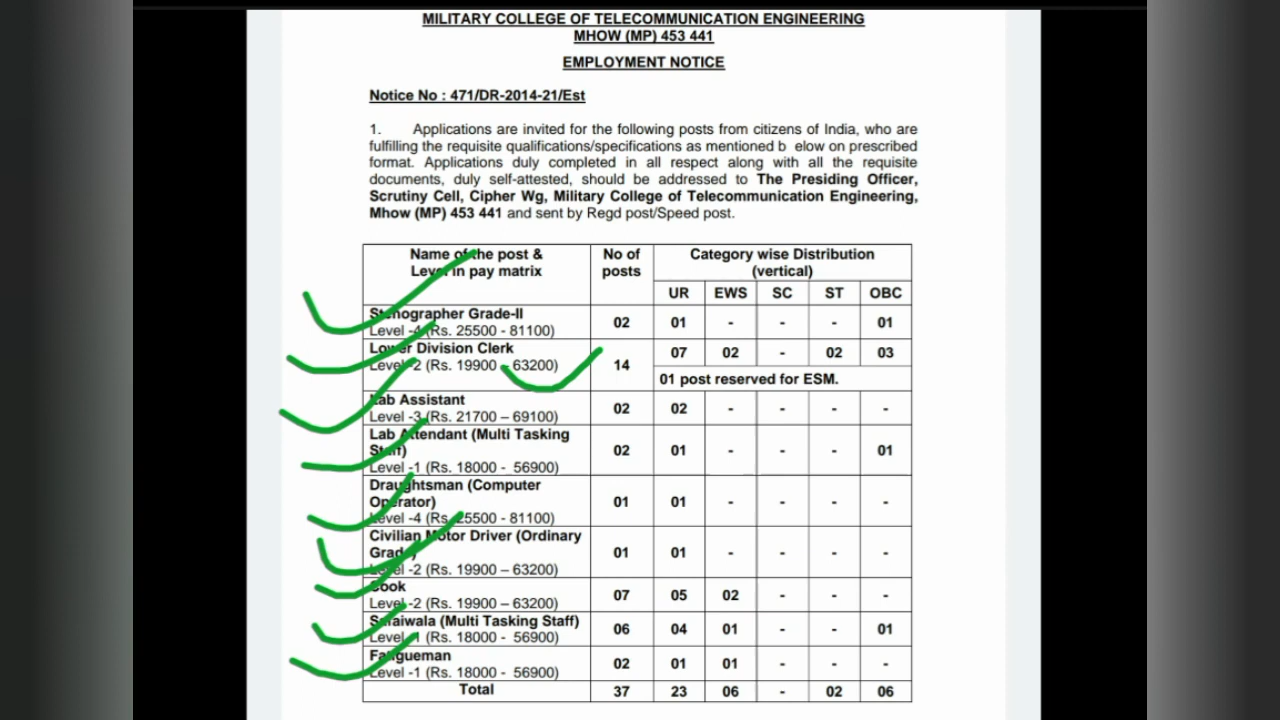 MILITARY COLLEGE OF TELECOMMUNICATION ENGINEERING
MHOW (MP) 453 441
EMPLOYMENT NOTICE
Notice No : 471/DR-2014-21/Est
1. Applications are invited for the following posts from citizens of India, who are
fulfilling the requisite qualifications/specifications as mentioned b elow on prescribed
format. Applications duly completed in all respect along with all the requisite
documents, duly self-attested, should be addressed to The Presiding Officer,
Scrutiny Cell, Cipher Wg, Military College of Telecommunication Engineering,
Mhow (MP) 453 441 and sent by Regd post/Speed post.
Name of the post & No of Category wise Distribution
Level in pay matrix posts (vertical)
UR EWS SC ST OBC
Stenographer Grade-II
Level -4 (Rs. 25500 - 81100) 02 01 - - - 01
Lower Division Clerk
Level -2 (Rs. 19900 – 63200) 14 07 02 - 02 03
01 post reserved for ESM.
Lab Assistant
Level -3 (Rs. 21700 – 69100) 02 02 - - - -
Lab Attendant (Multi Tasking
Staff) 02 01 - - - 01
Level -1 (Rs. 18000 - 56900)
Draughtsman (Computer
Operator) 01 01 - - - -
Level -4 (Rs. 25500 - 81100)
Civilian Motor Driver (Ordinary
Grade) 01 01 - - - -
Level -2 (Rs. 19900 – 63200)
Cook
Level -2 (Rs. 19900 – 63200) 07 05 02 - - -
Safaiwala (Multi Tasking Staff)
Level -1 (Rs. 18000 - 56900) 06 04 01 - - 01
Fatigueman
Level -1 (Rs. 18000 - 56900) 02 01 01 - - -
Total 37 23 06 - 02 06